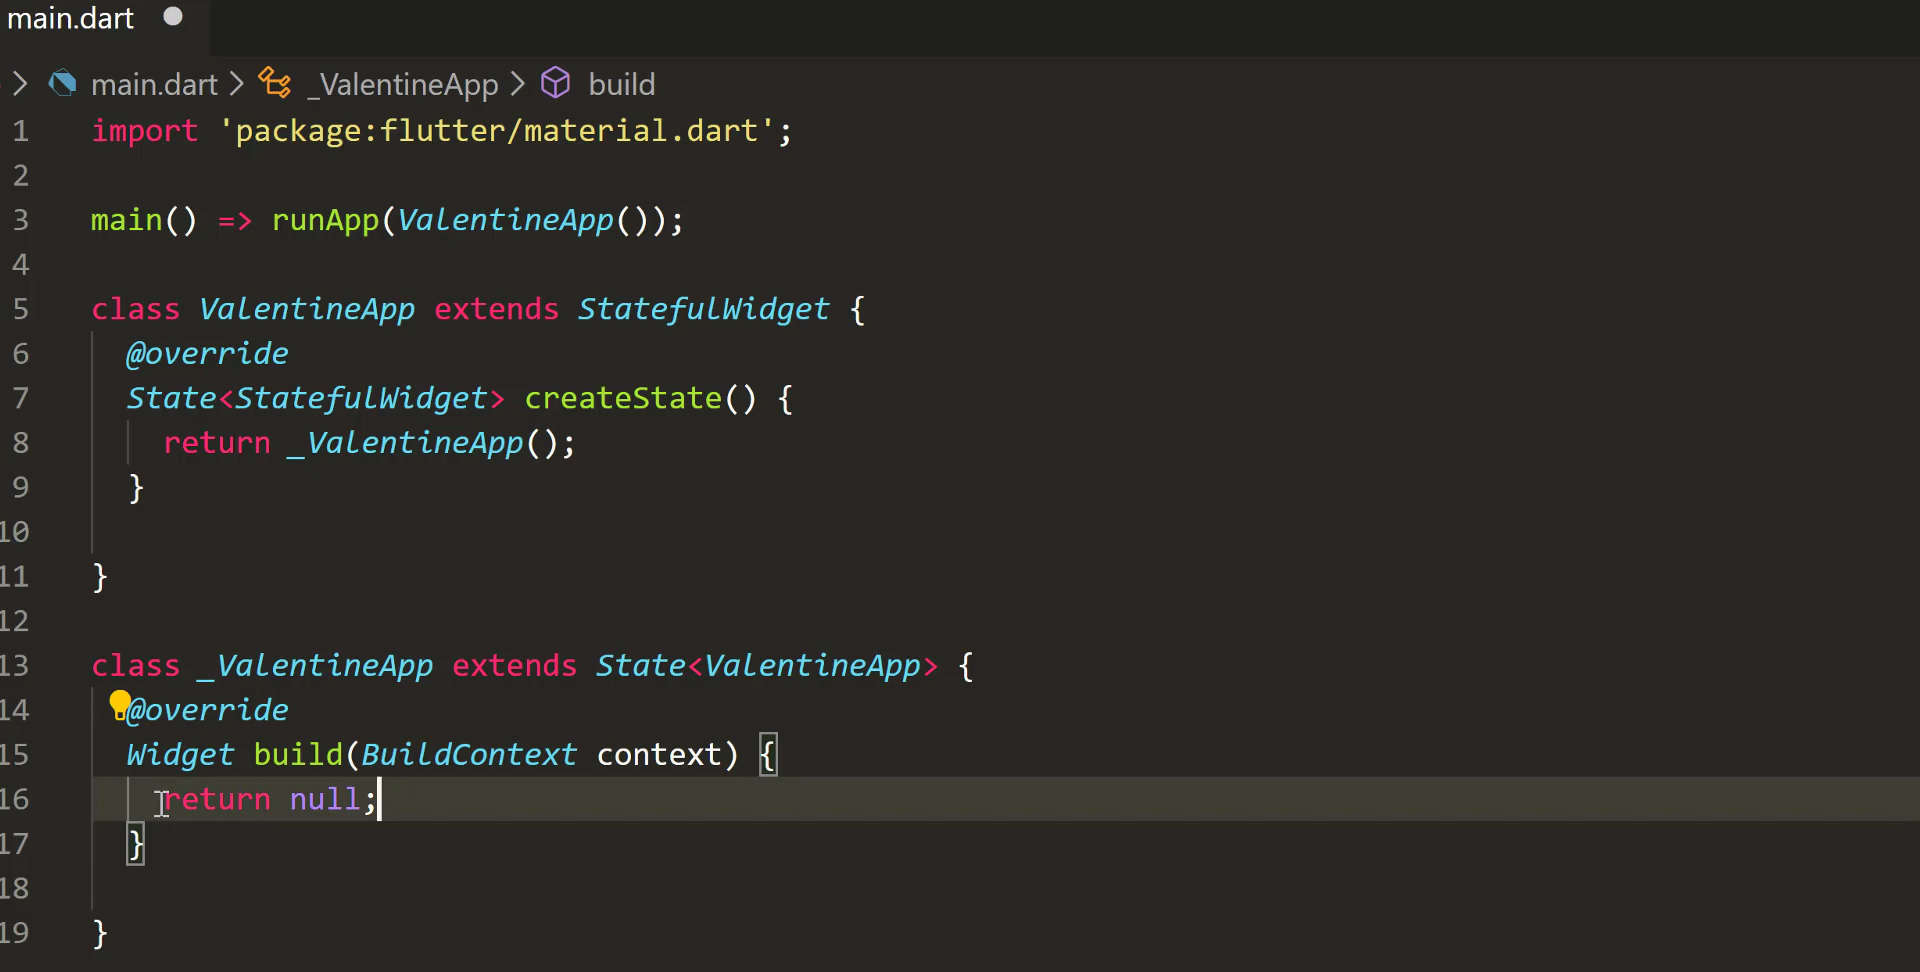 main.dart
main.dart _ValentineApp build
1 import 'package:flutter/material.dart';
2
3 main() => runApp(ValentineApp());
4
5 class ValentineApp extends StatefulWidget {
6 @override
7 State<StatefulWidget> createState() {
8 return _ValentineApp();
9 }
10
11 }
12
13 class _ValentineApp extends State<ValentineApp> {
14 @override
15 Widget build(BuildContext context) {
16 return null;
17 }
18
19 }